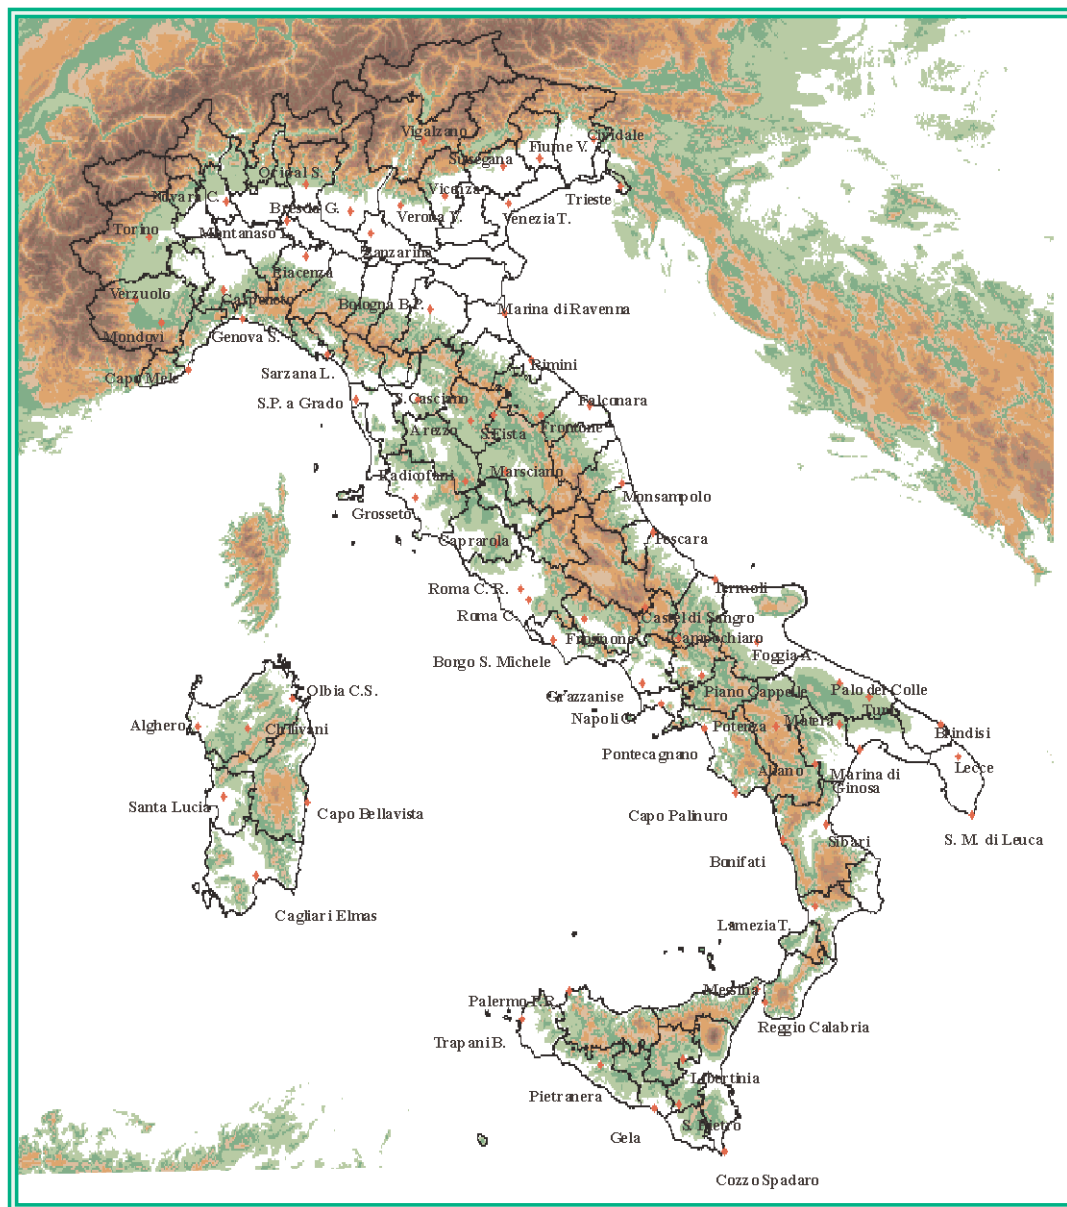 Vigalzano
Cividale
Fiume V.
Susegana
Orio al S.
Vicenza
Novara C.
Brescia G.
Verona V.
Trieste
Venezia T.
Torino
Montanaso L.
Zanzarina
Piacenza
Verzuolo
Carpeneto
Bologna B.P.
Marina di Ravenna
Mondovi
Genova S.
Rimini
Capo Mele
Sarzana L.
S.P. a Grado
S.Casciano
Falconara
Arezzo
Frontone
Radicofani
Marsciano
Monsampolo
Grosseto
Caprarola
Pescara
Roma C. R.
Termoli
Roma C.
Castel di Sangro
Frosinone
Campochiaro
Borgo S. Michele
Foggia A.
Olbia C.S.
Grazzanise
Piano Cappelle
Palo del Colle
Alghero
Chilivani
Napoli C.
Potenza
Matera
Turi
Brindisi
Pontecagnano
Aliano
Marina di
Ginosa
Lecce
Santa Lucia
Capo Bellavista
Capo Palinuro
Sibari
S. M. di Leuca
Bonifati
Cagliari Elmas
Lamezia T.
Messina
Palermo P.R.
Reggio Calabria
Trapani B.
Libertinia
Pietranera
S. Pietro
Gela
Cozzo Spadaro